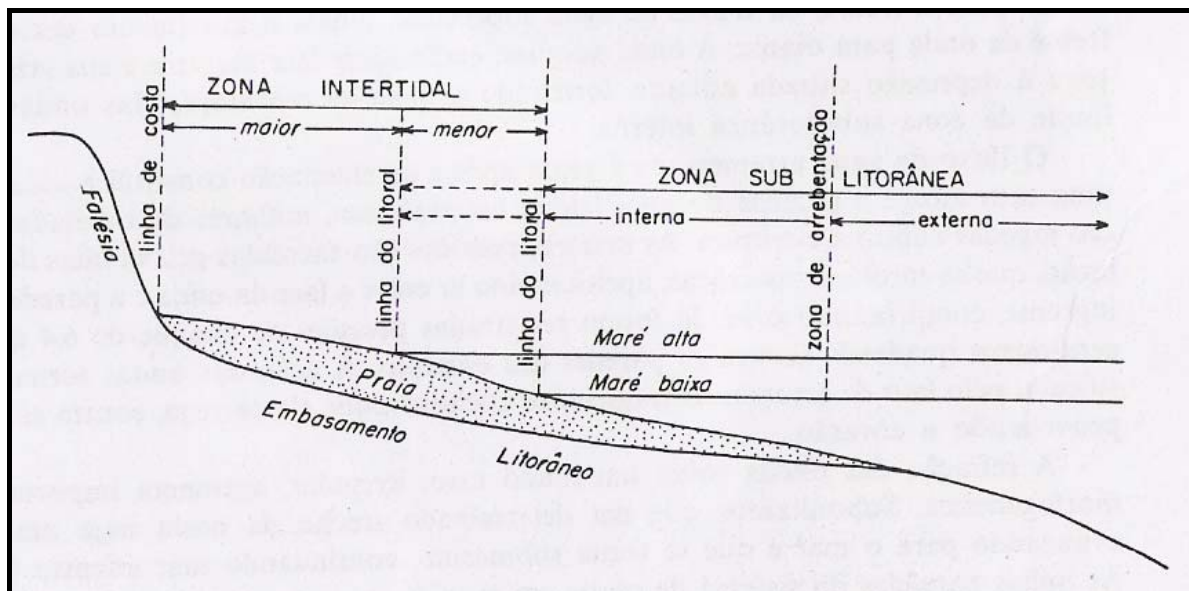 ZONA INTERTIDAL
maior
menor
linha de costa
Falésia
linha do litoral
linha do litoral
ZONA SUB LITORÂNEA
interna
externa
zona de arrebentação
Maré alta
Maré baixa
Praia
Embasamento
Litorâneo